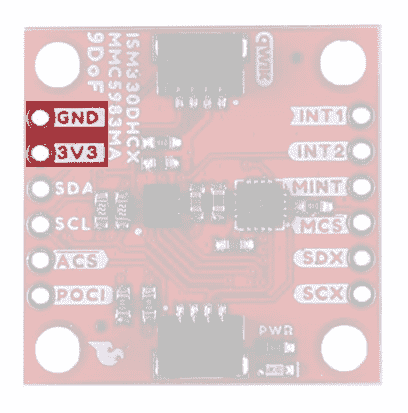 QWIIC
ISM330DHCX
MMC5983MA
9DoF
GND
3V3
SDA
SCL
ACS
POCI
INT1
INT2
MINT
MCS
SDX
SCX
PWR